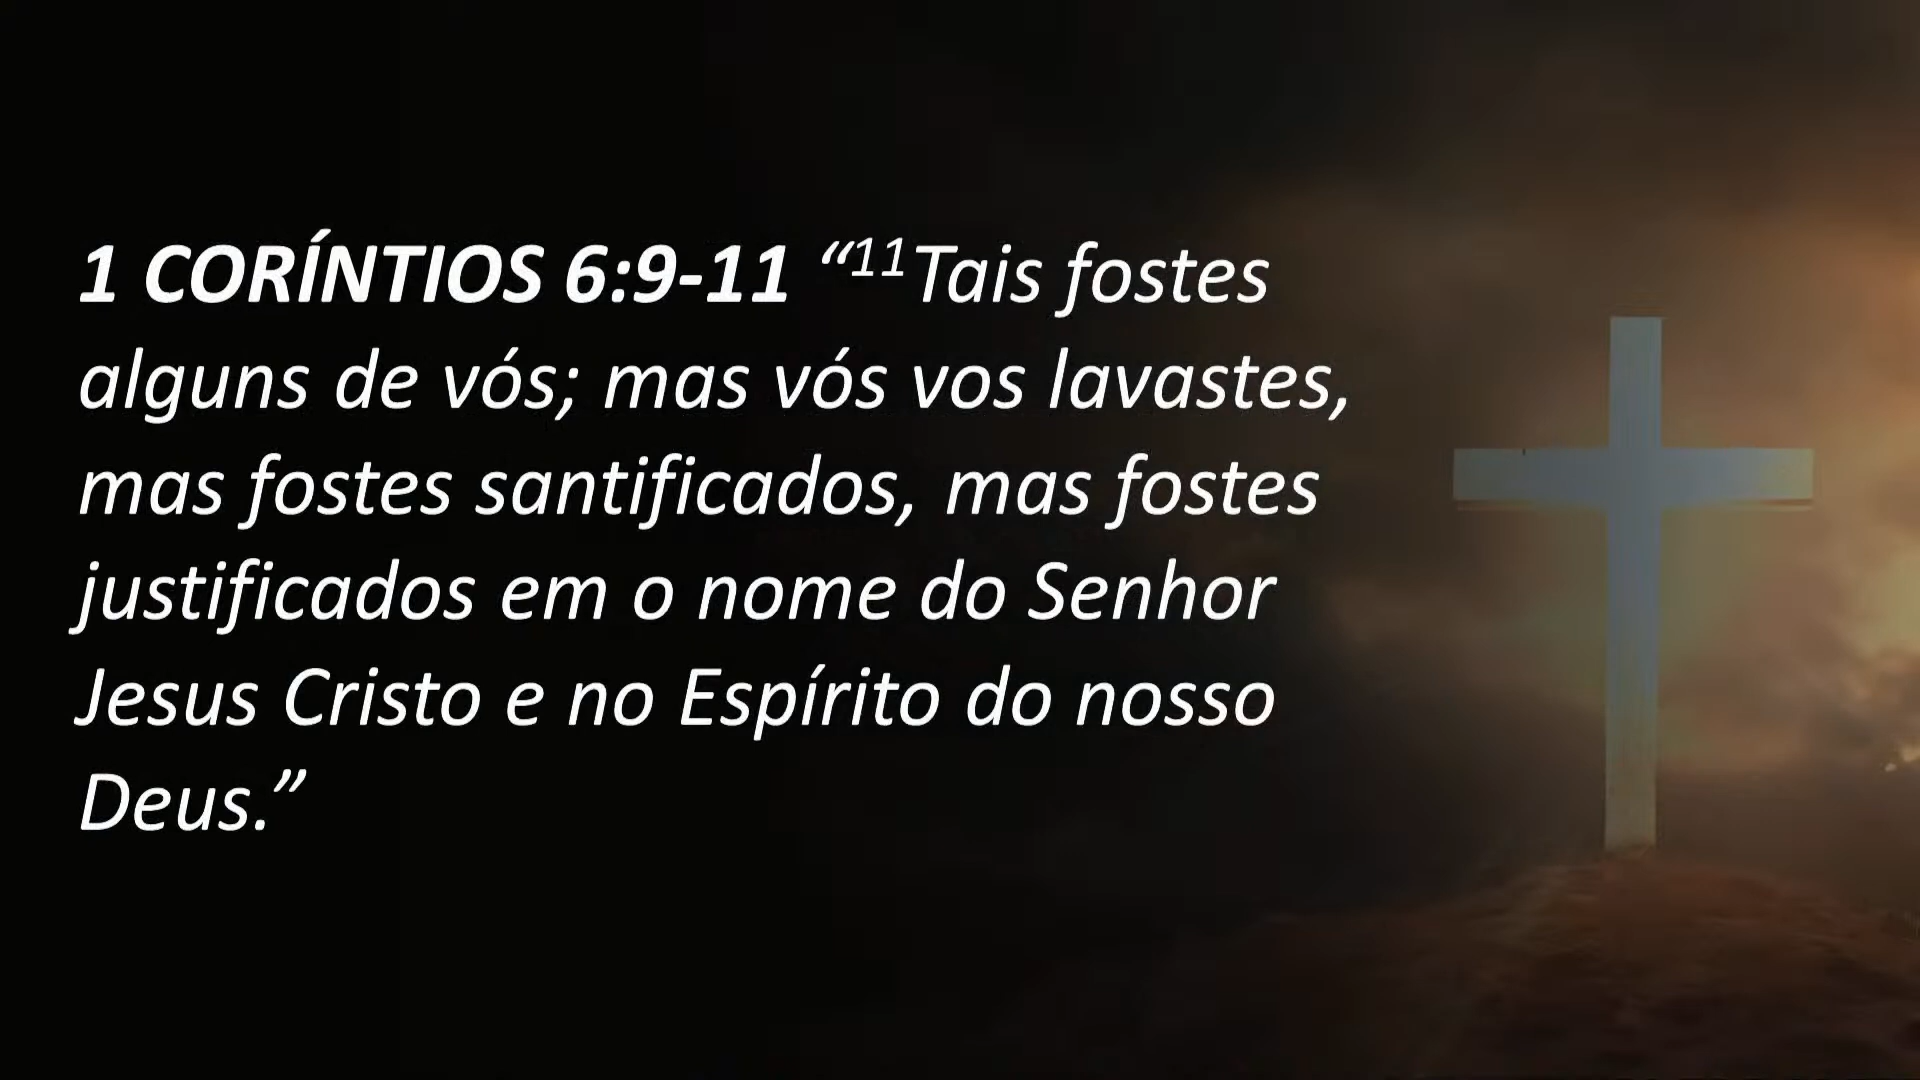 1 CORÍNTIOS 6:9-11 “¹¹Tais fostes
alguns de vós; mas vós vos lavastes,
mas fostes santificados, mas fostes
justificados em o nome do Senhor
Jesus Cristo e no Espírito do nosso
Deus.”